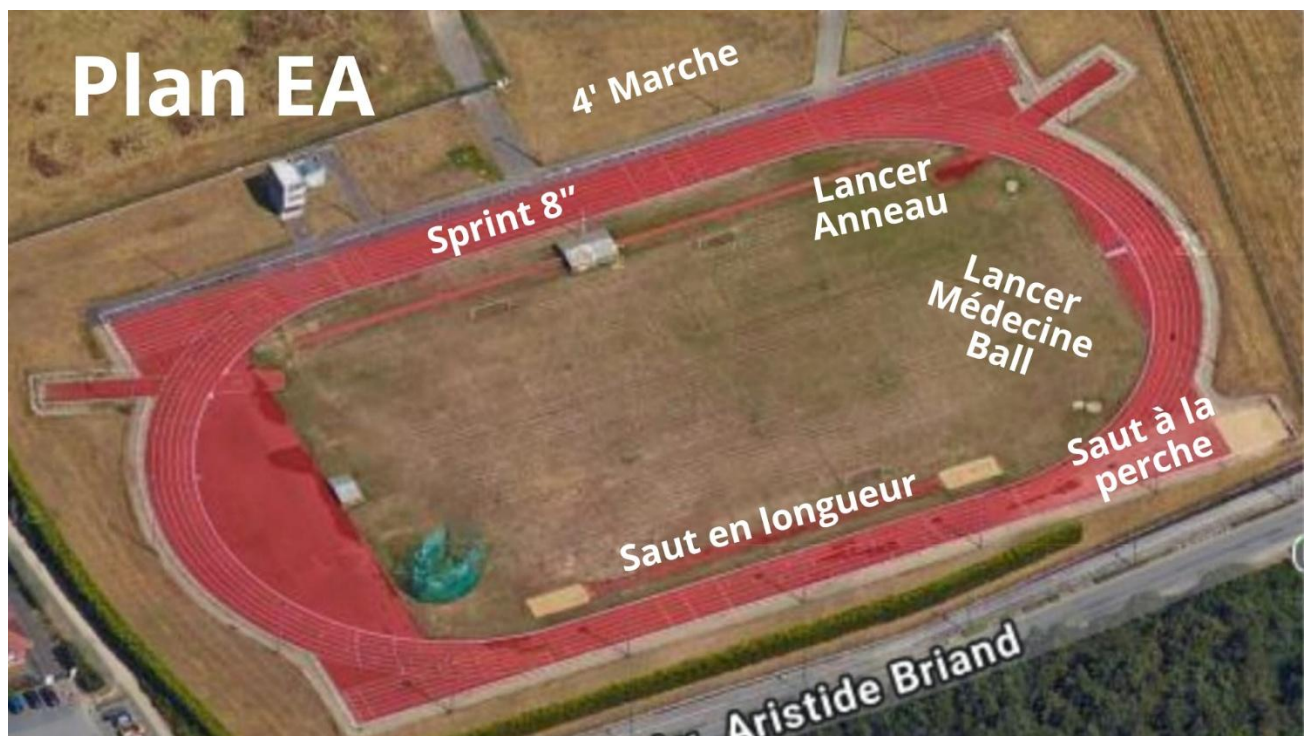 Plan EA
4' Marche
Sprint 8"
Lancer
Anneau
Lancer
Médecine
Ball
Saut à la
perche
Saut en longueur
Aristide Briand